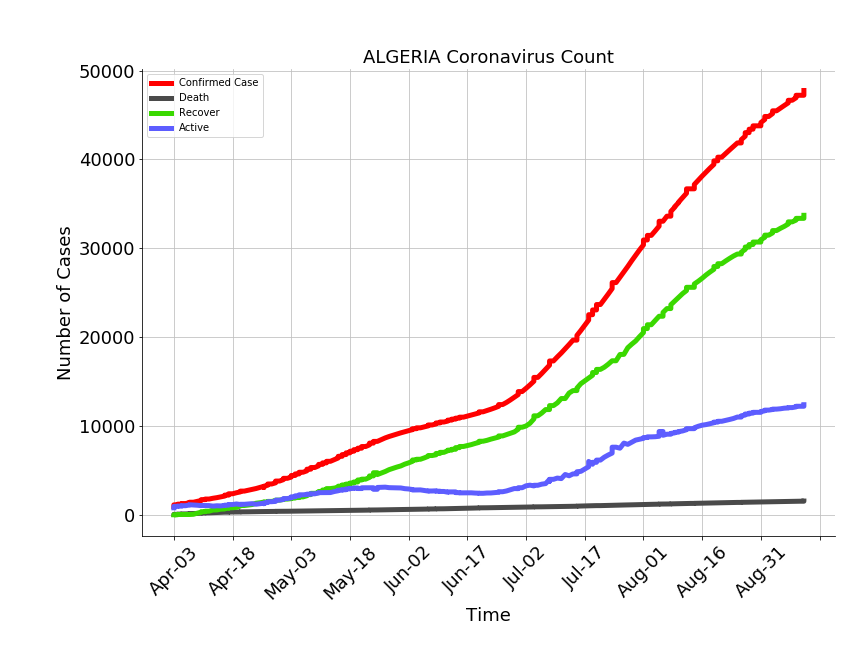 ALGERIA Coronavirus Count
Confirmed Case
Death
Recover
Active
Number of Cases
50000
40000
30000
20000
10000
0
Apr-03
Apr-18
May-03
May-18
Jun-02
Jun-17
Jul-02
Jul-17
Aug-01
Aug-16
Aug-31
Time